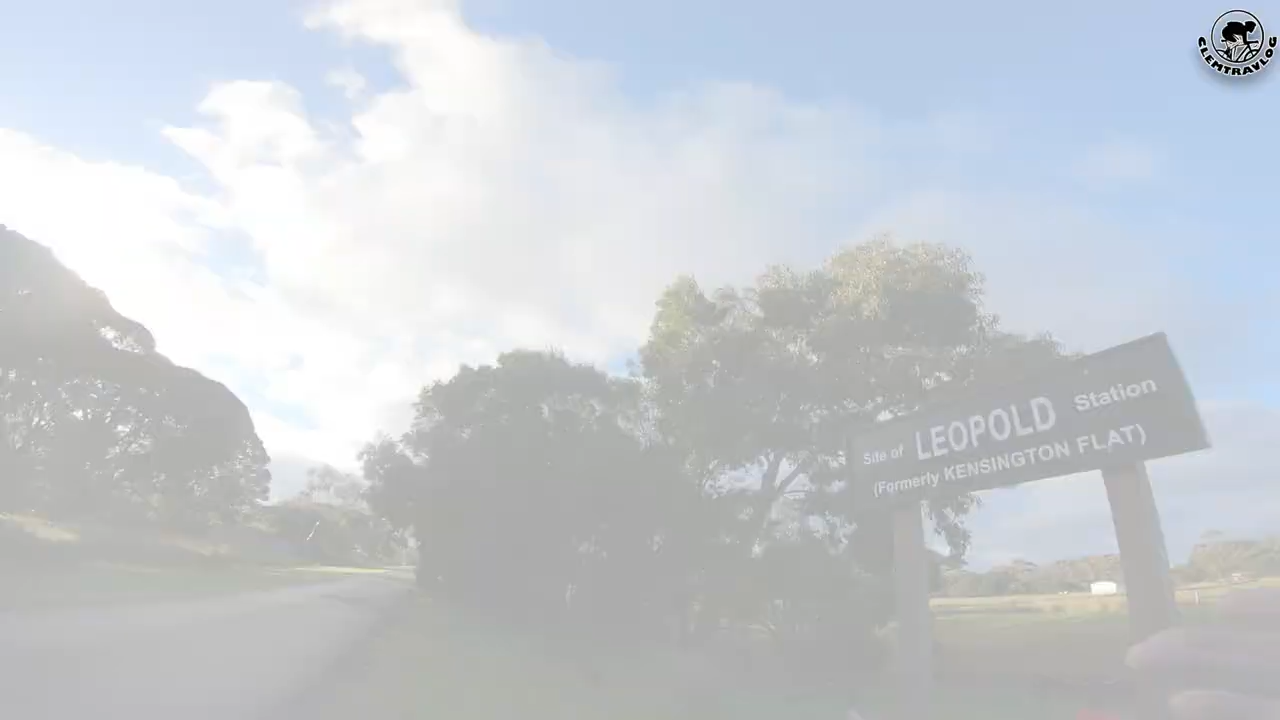 CLEMTRAVLOG
Site of LEOPOLD Station
(Formerly KENSINGTON FLAT)